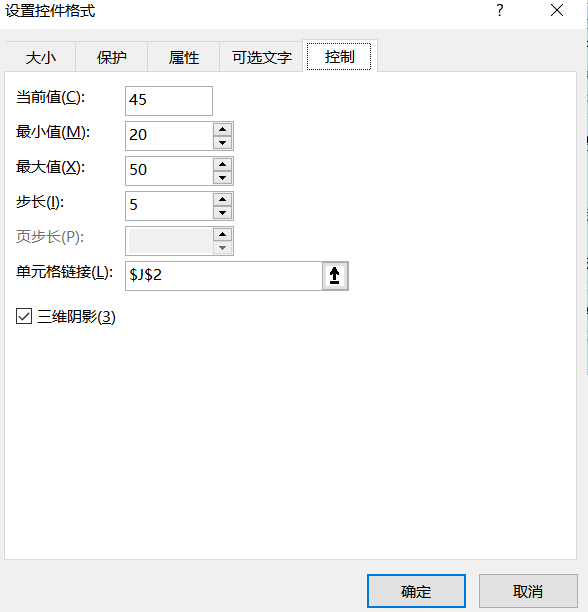 设置控件格式 ?
大小 保护 属性 可选文字 控制
当前值(C): 45
最小值(M): 20
最大值(X): 50
步长(I): 5
页步长(P):
单元格链接(L): $J$2
三维阴影(3)
确定 取消